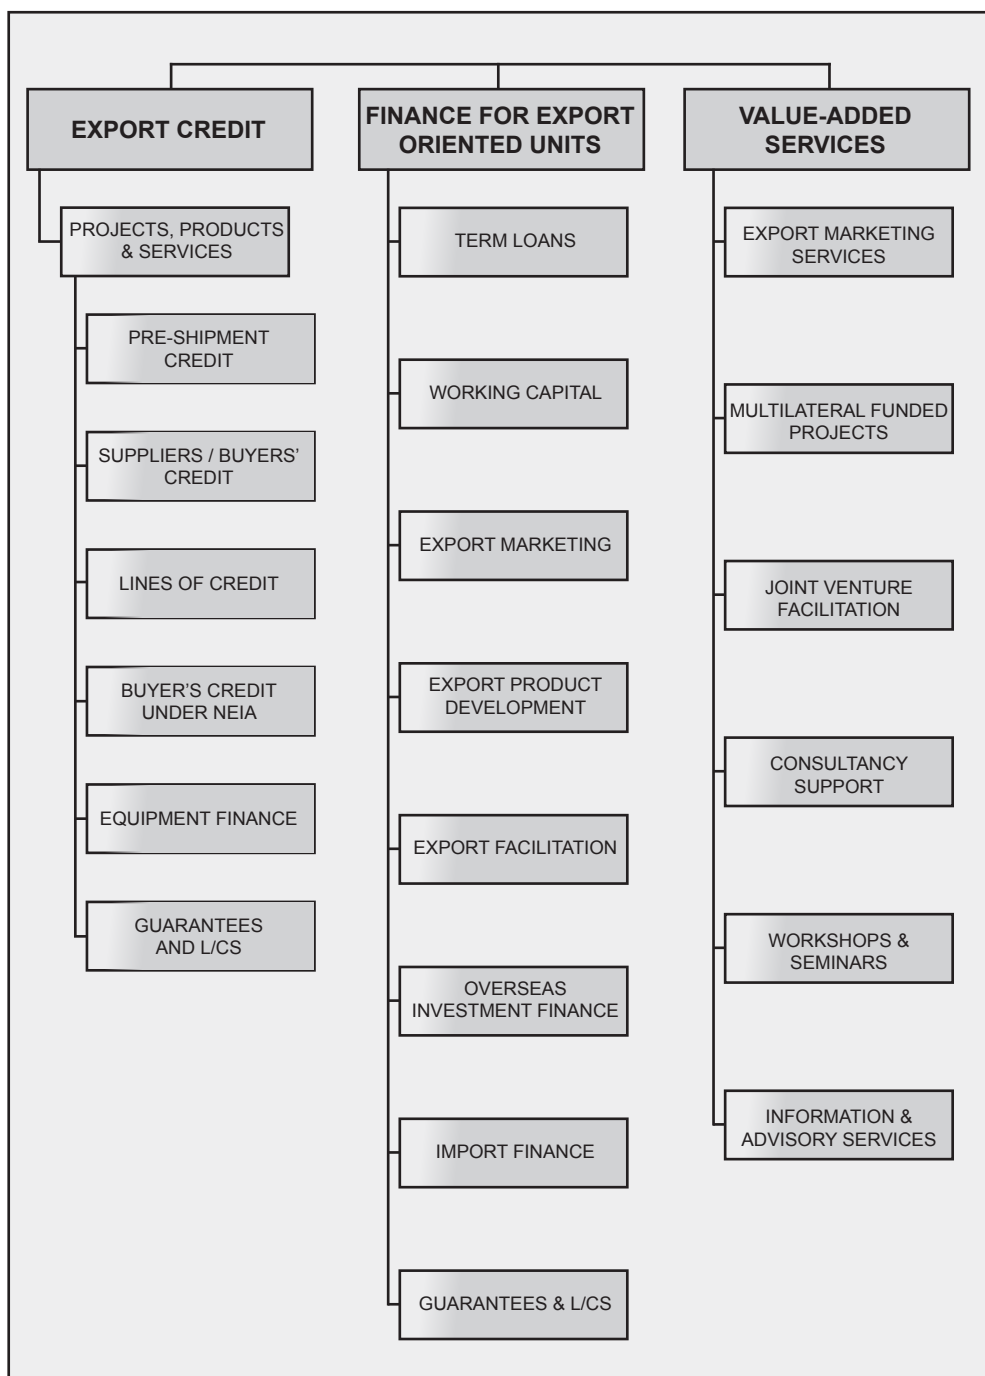 EXPORT CREDIT
PROJECTS, PRODUCTS
& SERVICES
PRE-SHIPMENT
CREDIT
SUPPLIERS / BUYERS’
CREDIT
LINES OF CREDIT
BUYER’S CREDIT
UNDER NEIA
EQUIPMENT FINANCE
GUARANTEES
AND L/CS
FINANCE FOR EXPORT
ORIENTED UNITS
TERM LOANS
WORKING CAPITAL
EXPORT MARKETING
EXPORT PRODUCT
DEVELOPMENT
EXPORT FACILITATION
OVERSEAS
INVESTMENT FINANCE
IMPORT FINANCE
GUARANTEES & L/CS
VALUE-ADDED
SERVICES
EXPORT MARKETING
SERVICES
MULTILATERAL FUNDED
PROJECTS
JOINT VENTURE
FACILITATION
CONSULTANCY
SUPPORT
WORKSHOPS &
SEMINARS
INFORMATION &
ADVISORY SERVICES